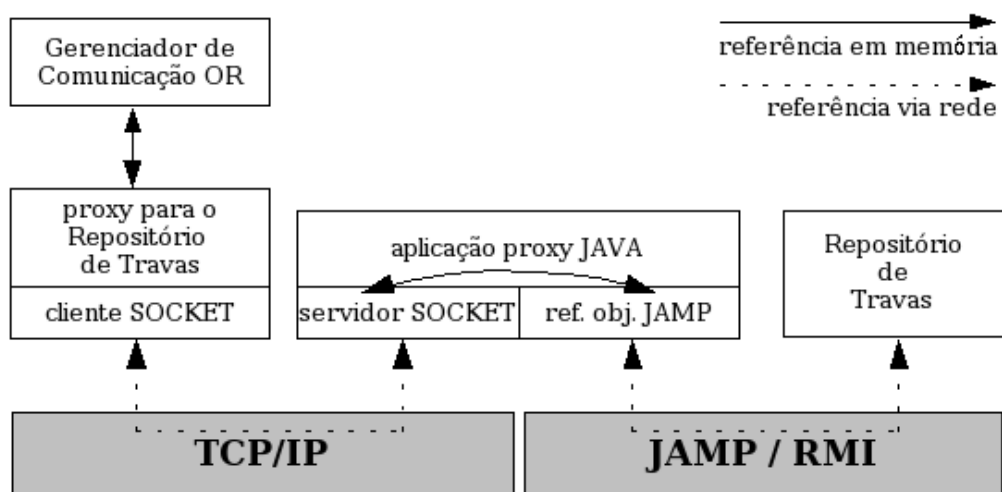 Gerenciador de
Comunicação OR
referência em memória
referência via rede
proxy para o
Repositório
de Travas
cliente SOCKET
aplicação proxy JAVA
servidor SOCKET
ref. obj. JAMP
Repositório
de
Travas
TCP/IP
JAMP / RMI